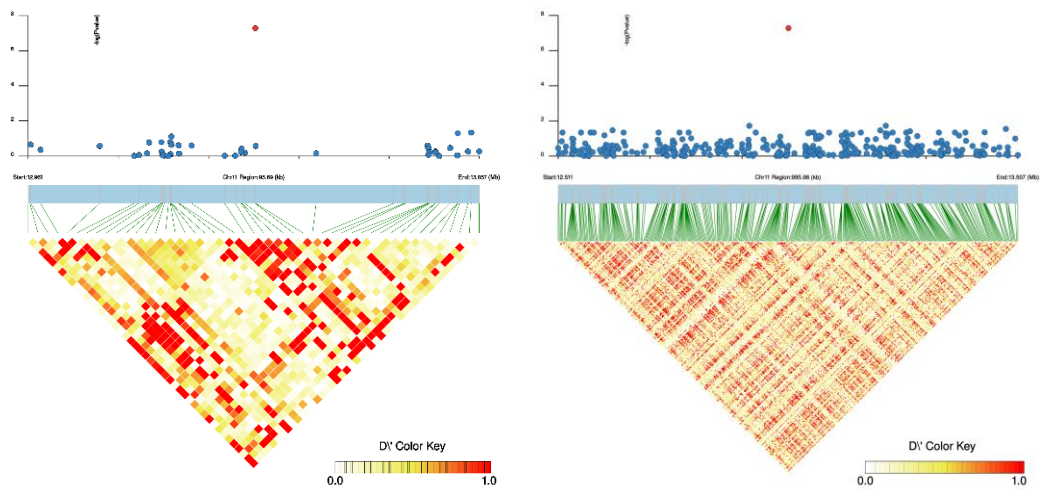 8
-log(Pvalue)
6
4
2
0
Start:12.961 Chr11 Region:95.69 (kb) End:13.057 (Mb)
D\' Color Key
0.0 1.0
8
-log(Pvalue)
6
4
2
0
Start:12.511 Chr11 Region:995.98 (kb) End:13.507 (Mb)
D\' Color Key
0.0 1.0